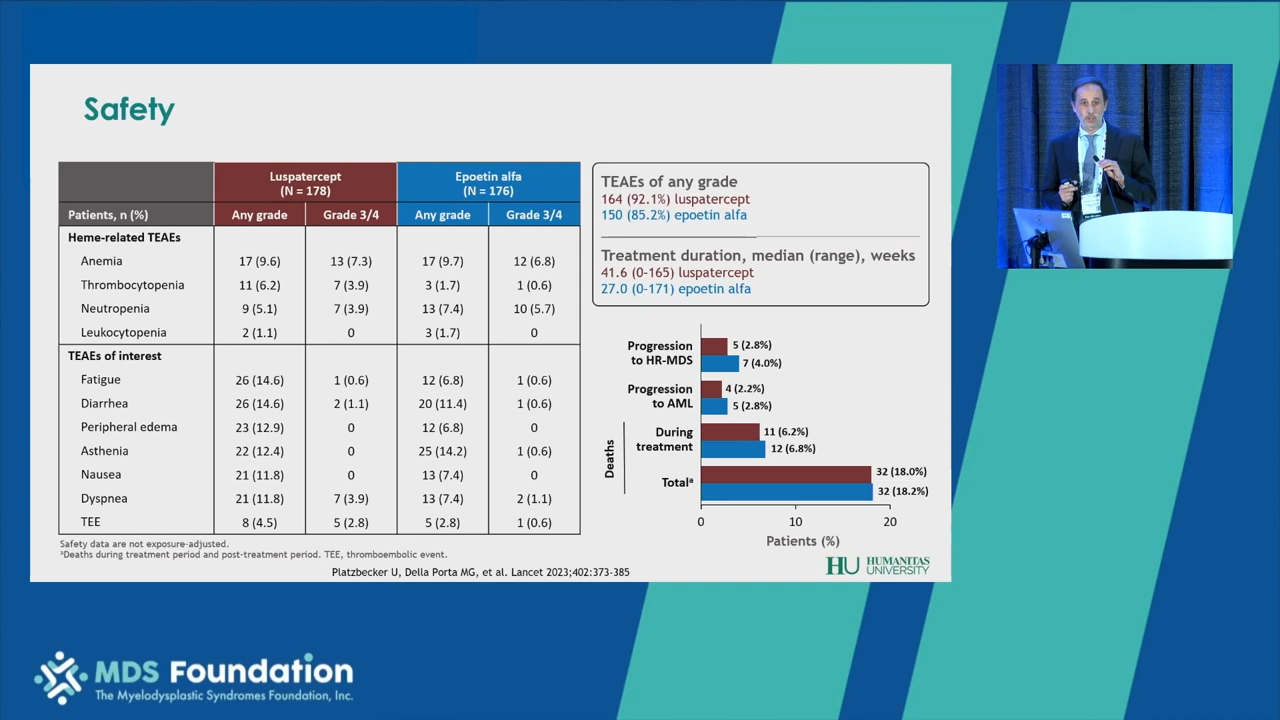 Safety
Luspatercept
(N = 178)
Epoetin alfa
(N = 176)
Patients, n (%) Any grade Grade 3/4 Any grade Grade 3/4
Heme-related TEAEs
Anemia 17 (9.6) 13 (7.3) 17 (9.7) 12 (6.8)
Thrombocytopenia 11 (6.2) 7 (3.9) 3 (1.7) 1 (0.6)
Neutropenia 9 (5.1) 7 (3.9) 13 (7.4) 10 (5.7)
Leukocytopenia 2 (1.1) 0 3 (1.7) 0
TEAEs of interest
Fatigue 26 (14.6) 1 (0.6) 12 (6.8) 1 (0.6)
Diarrhea 26 (14.6) 2 (1.1) 20 (11.4) 1 (0.6)
Peripheral edema 23 (12.9) 0 12 (6.8) 0
Asthenia 22 (12.4) 0 25 (14.2) 1 (0.6)
Nausea 21 (11.8) 0 13 (7.4) 0
Dyspnea 21 (11.8) 7 (3.9) 13 (7.4) 2 (1.1)
TEE 8 (4.5) 5 (2.8) 5 (2.8) 1 (0.6)
Safety data are not exposure-adjusted.
ᵃDeaths during treatment period and post-treatment period. TEE, thromboembolic event.
Platzbecker U, Della Porta MG, et al. Lancet 2023;402:373-385
TEAEs of any grade
164 (92.1%) luspatercept
150 (85.2%) epoetin alfa
Treatment duration, median (range), weeks
41.6 (0-165) luspatercept
27.0 (0-171) epoetin alfa
Progression
to HR-MDS
5 (2.8%)
7 (4.0%)
Progression
to AML
4 (2.2%)
5 (2.8%)
Deaths
During
treatment
11 (6.2%)
12 (6.8%)
Totalᵃ
32 (18.0%)
32 (18.2%)
0 10 20
Patients (%)
HU HUMANITAS
UNIVERSITY
MDS Foundation
The Myelodysplastic Syndromes Foundation, Inc.